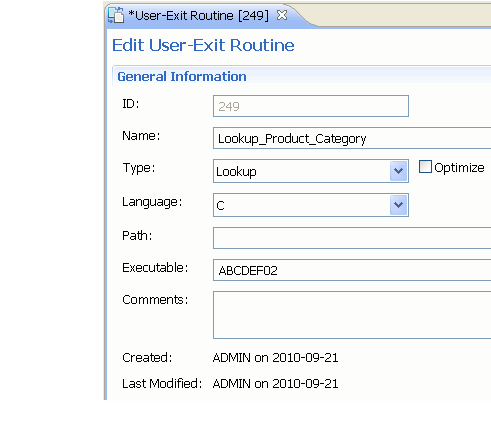 *User-Exit Routine [249]
Edit User-Exit Routine
General Information
ID: 249
Name: Lookup_Product_Category
Type: Lookup Optimize
Language: C
Path:
Executable: ABCDEF02
Comments:
Created: ADMIN on 2010-09-21
Last Modified: ADMIN on 2010-09-21